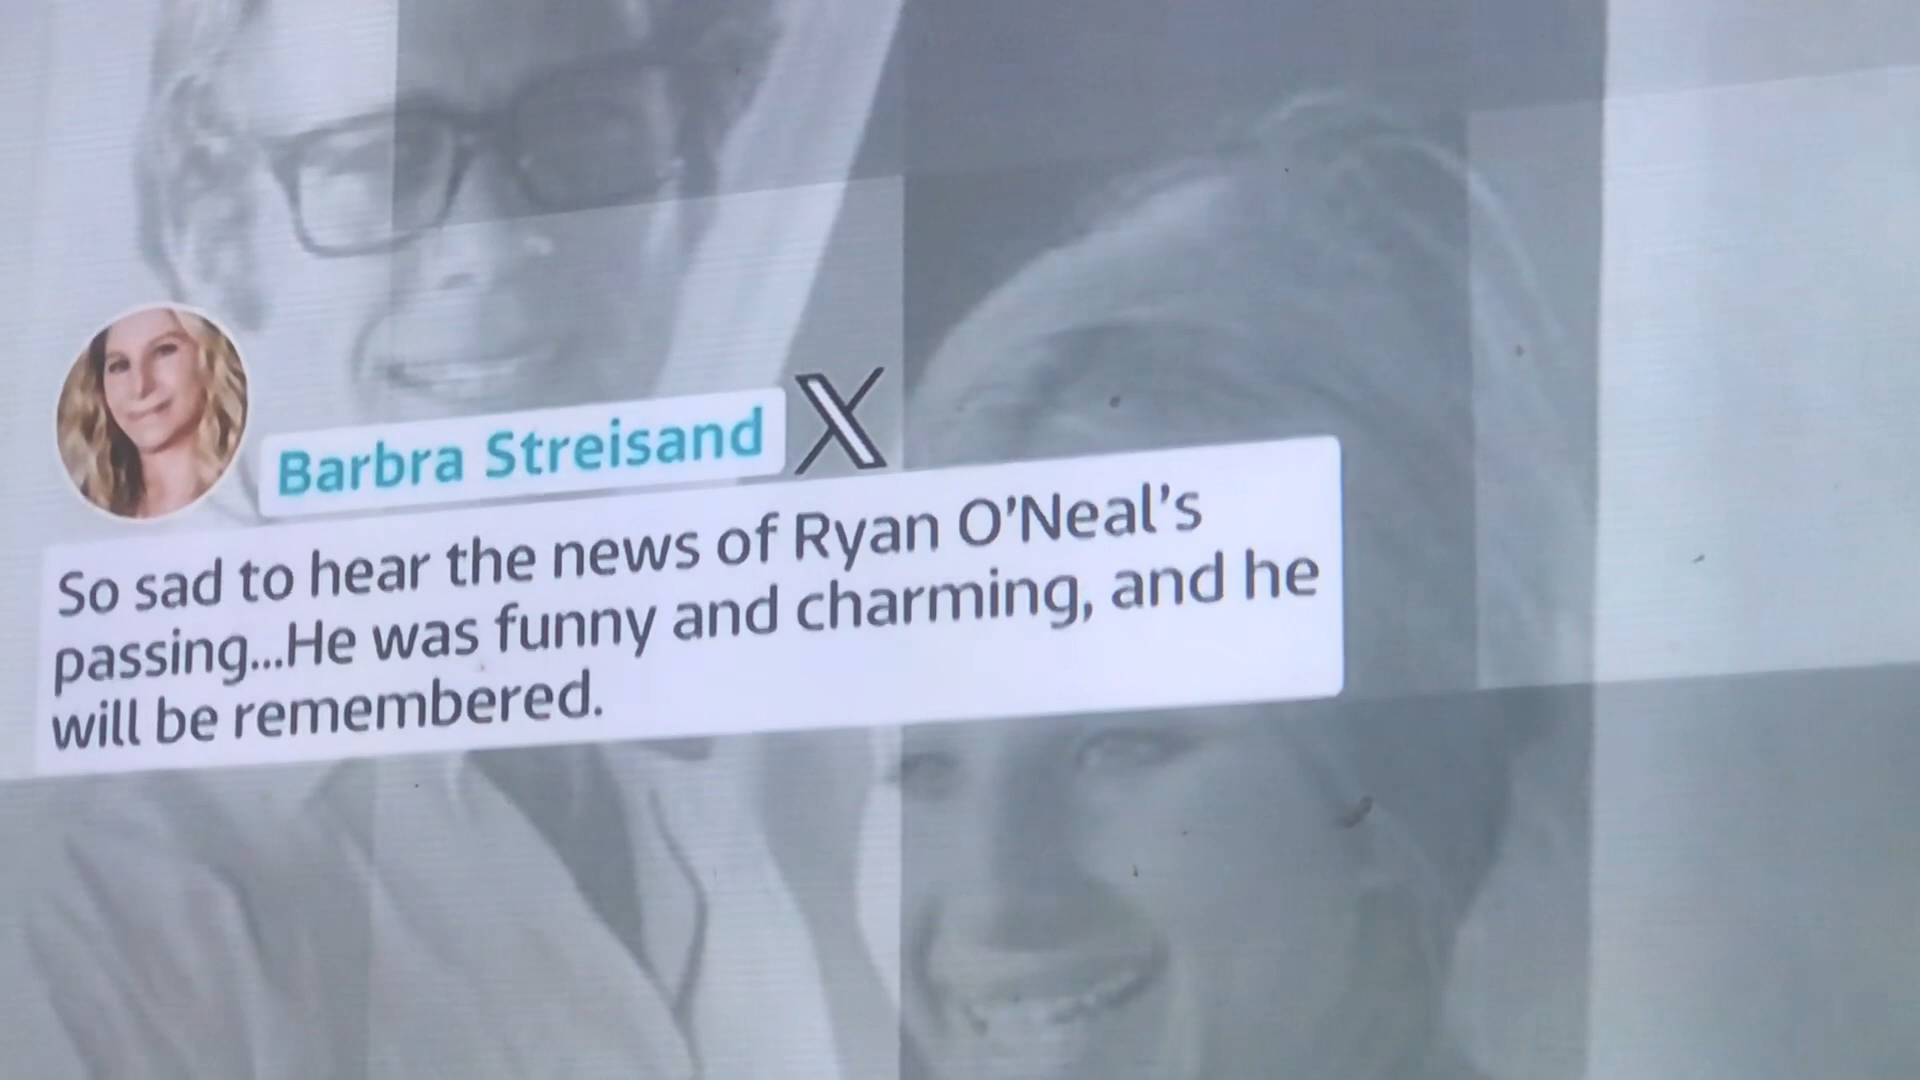 Barbra Streisand X
So sad to hear the news of Ryan O'Neal's
passing...He was funny and charming, and he
will be remembered.